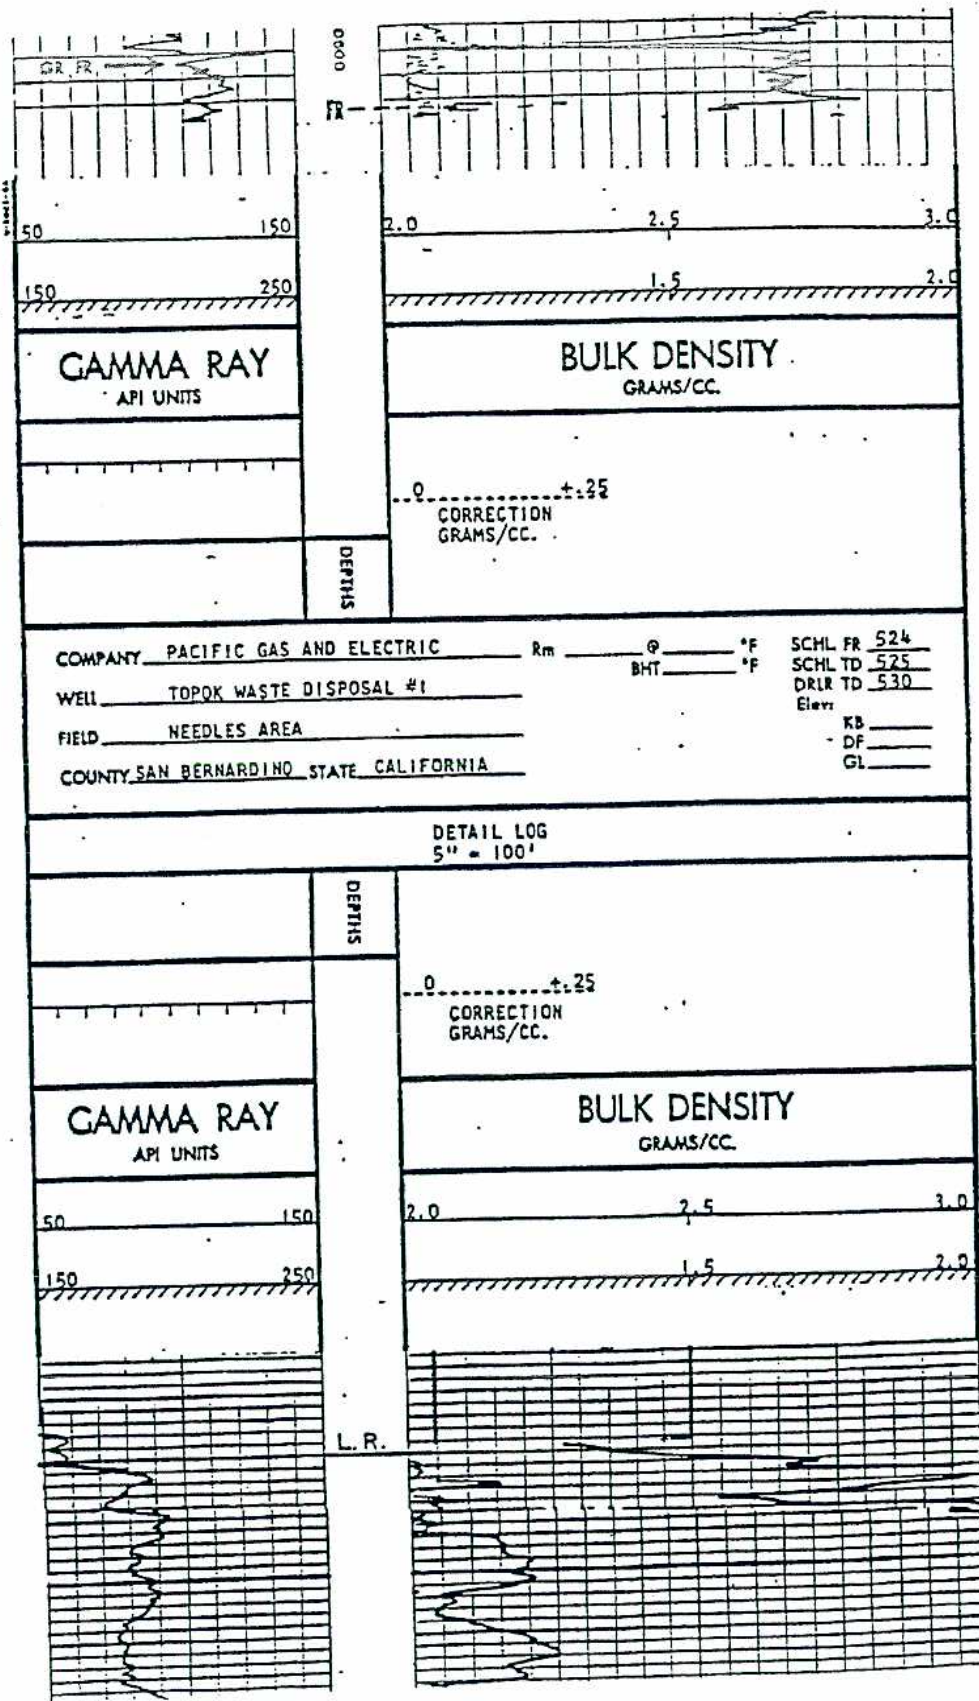 GR FR
0600
FR
50 150 2.0 2.5 3.0
150 250 1.5 2.0
GAMMA RAY
API UNITS
BULK DENSITY
GRAMS/CC.
0 +.25
CORRECTION
GRAMS/CC.
DEPTHS
COMPANY PACIFIC GAS AND ELECTRIC Rm @ °F SCHL FR 524
BHT °F SCHL TD 525
WELL TOPOK WASTE DISPOSAL #1 DRLR TD 530
Elev:
FIELD NEEDLES AREA KB
DF
COUNTY SAN BERNARDINO STATE CALIFORNIA GL
DETAIL LOG
5" = 100'
DEPTHS
0 +.25
CORRECTION
GRAMS/CC.
GAMMA RAY
API UNITS
BULK DENSITY
GRAMS/CC.
50 150 2.0 2.5 3.0
150 250 1.5 2.0
L.R.